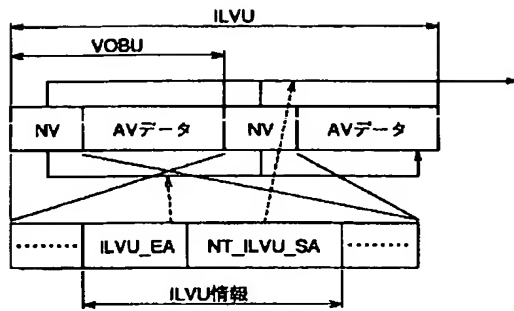 ILVU
VOBU
NV AVデータ NV AVデータ
········ ILVU_EA NT_ILVU_SA ········
ILVU情報